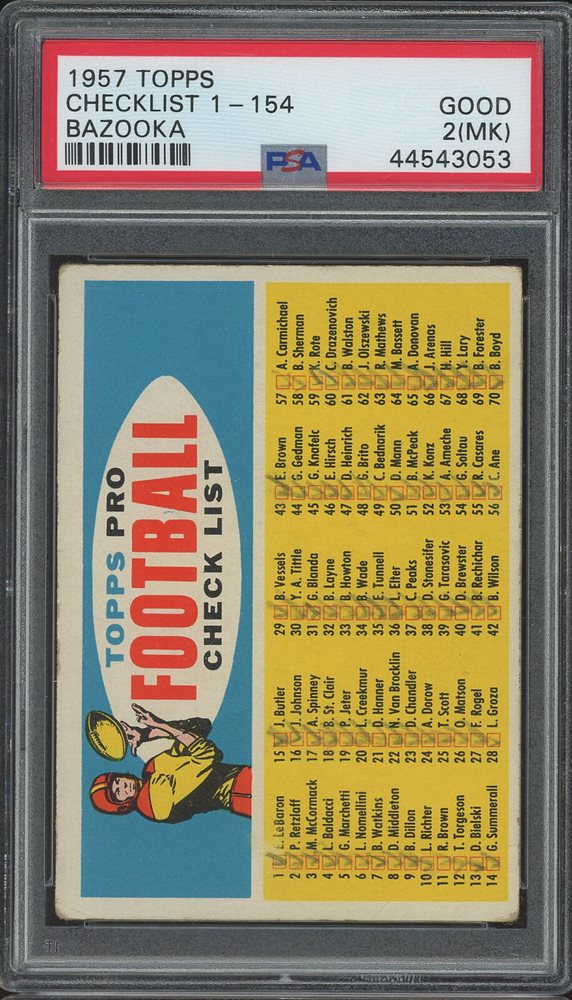 1957 TOPPS
CHECKLIST 1 - 154 GOOD
BAZOOKA 2(MK)
PSA 44543053
TOPPS PRO
FOOTBALL
CHECK LIST
1 E. LeBaron
2 P. Retzlaff
3 M. McCormack
4 L. Baldacci
5 G. Marchetti
6 L. Nomellini
7 B. Watkins
8 D. Middleton
9 B. Dillon
10 L. Richter
11 R. Brown
12 T. Torgeson
13 D. Bielski
14 G. Summerall
15 J. Butler
16 J. Johnson
17 A. Spinney
18 B. St. Clair
19 P. Jeter
20 L. Creekmur
21 D. Hanner
22 N. Van Brocklin
23 D. Chandler
24 A. Dorow
25 T. Scott
26 O. Matson
27 F. Rogel
28 L. Groza
29 B. Vessels
30 Y. A. Tittle
31 G. Blanda
32 B. Layne
33 B. Howton
34 B. Wade
35 E. Tunnell
36 L. Elter
37 C. Peaks
38 D. Stonesifer
39 G. Tarasovic
40 D. Brewster
41 B. Rechichar
42 B. Wilson
43 E. Brown
44 G. Gedman
45 G. Knafelc
46 E. Hirsch
47 D. Heinrich
48 G. Brito
49 C. Bednarik
50 D. Mann
51 B. McPeak
52 K. Konz
53 A. Ameche
54 G. Soltau
55 R. Casares
56 C. Ane
57 A. Carmichael
58 B. Sherman
59 K. Rote
60 C. Drazenovich
61 B. Walston
62 J. Olszewski
63 R. Mathews
64 M. Bassett
65 A. Donovan
66 J. Arenas
67 H. Hill
68 Y. Lary
69 B. Forester
70 B. Boyd